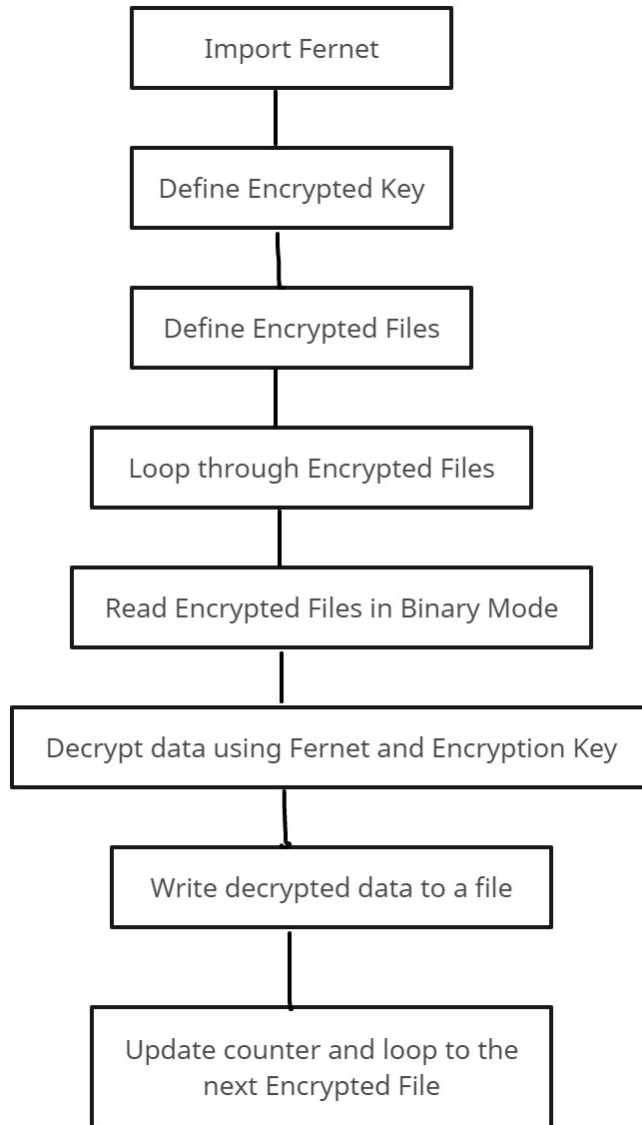 Import Fernet
Define Encrypted Key
Define Encrypted Files
Loop through Encrypted Files
Read Encrypted Files in Binary Mode
Decrypt data using Fernet and Encryption Key
Write decrypted data to a file
Update counter and loop to the
next Encrypted File